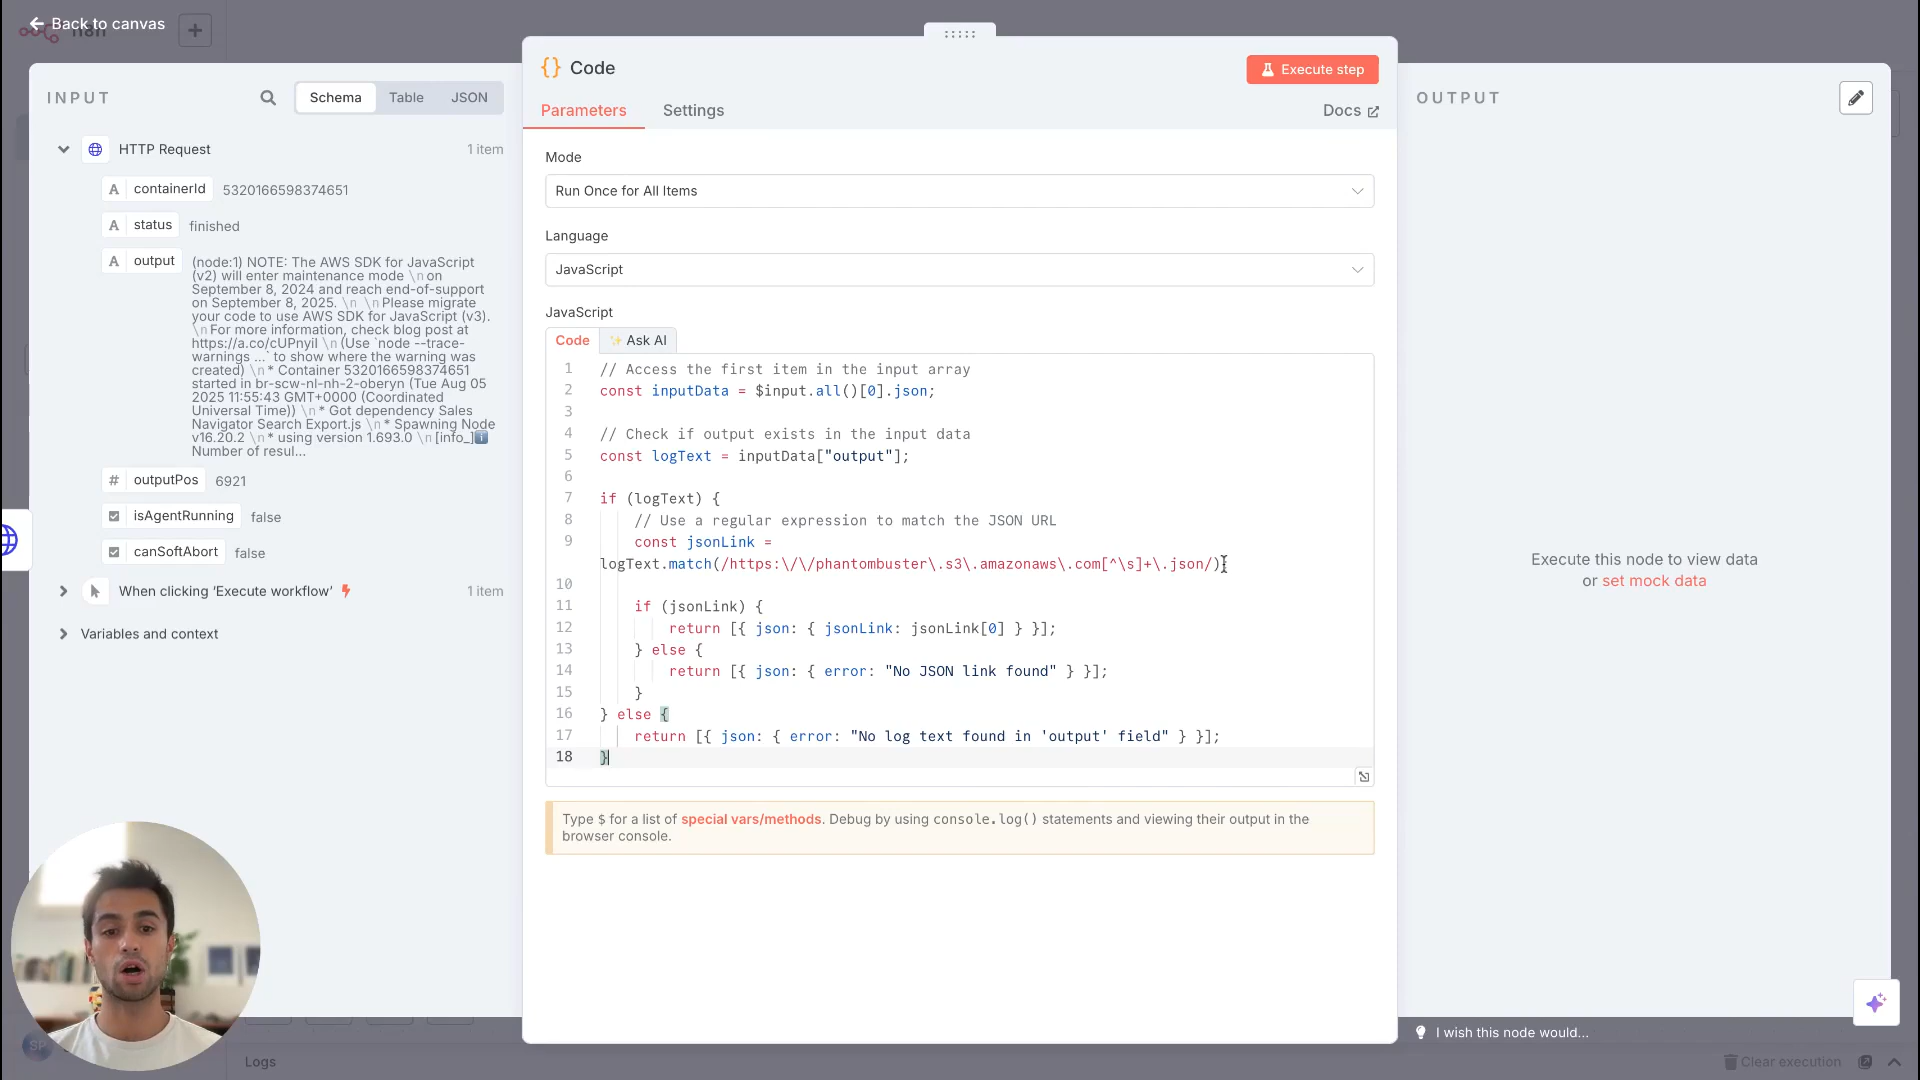 Back to canvas
n8n
INPUT
Schema
Table
JSON
HTTP Request
1 item
A containerId 5320166598374651
A status finished
A output (node:1) NOTE: The AWS SDK for JavaScript
(v2) will enter maintenance mode \n on
September 8, 2024 and reach end-of-support
on September 8, 2025. \n \n Please migrate
your code to use AWS SDK for JavaScript (v3).
\n For more information, check blog post at
https://a.co/cUPnyil \n (Use `node --trace-
warnings ...` to show where the warning was
created) \n * Container 5320166598374651
started in br-scw-nl-nh-2-oberyn (Tue Aug 05
2025 11:55:43 GMT+0000 (Coordinated
Universal Time)) \n * Got dependency Sales
Navigator Search Export.js \n * Spawning Node
v16.20.2 \n * using version 1.693.0 \n [info_]ℹ️
Number of resul...
# outputPos 6921
isAgentRunning false
canSoftAbort false
When clicking ‘Execute workflow’
1 item
Variables and context
{} Code
Execute step
Parameters
Settings
Docs
Mode
Run Once for All Items
Language
JavaScript
JavaScript
Code
Ask AI
1 // Access the first item in the input array
2 const inputData = $input.all()[0].json;
3
4 // Check if output exists in the input data
5 const logText = inputData["output"];
6
7 if (logText) {
8 // Use a regular expression to match the JSON URL
9 const jsonLink =
logText.match(/https:\/\/phantombuster\.s3\.amazonaws\.com[^\s]+\.json/);
10
11 if (jsonLink) {
12 return [{ json: { jsonLink: jsonLink[0] } }];
13 } else {
14 return [{ json: { error: "No JSON link found" } }];
15 }
16 } else {
17 return [{ json: { error: "No log text found in 'output' field" } }];
18 }
Type $ for a list of special vars/methods. Debug by using console.log() statements and viewing their output in the
browser console.
OUTPUT
Execute this node to view data
or set mock data
I wish this node would...
SP
Logs
Clear execution